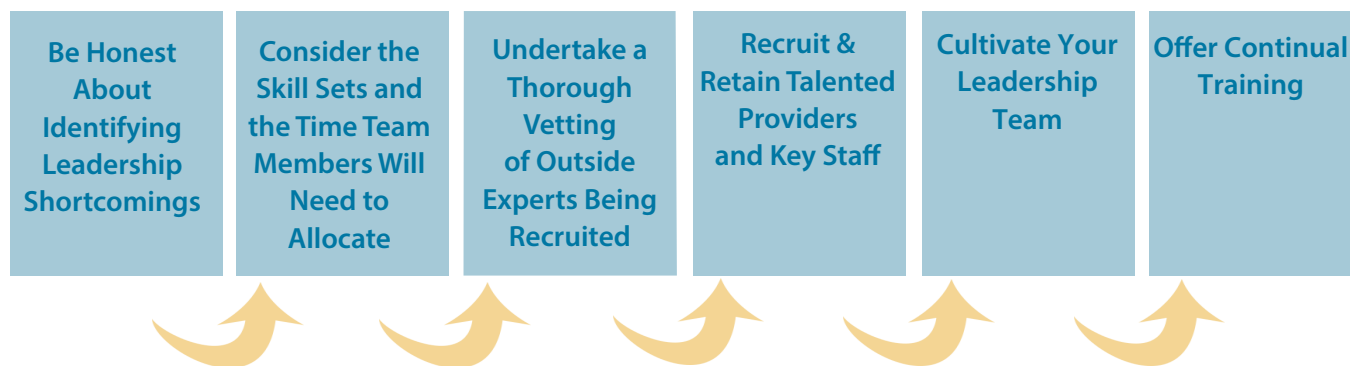 Be Honest
About
Identifying
Leadership
Shortcomings
Consider the
Skill Sets and
the Time Team
Members Will
Need to
Allocate
Undertake a
Thorough
Vetting
of Outside
Experts Being
Recruited
Recruit &
Retain Talented
Providers
and Key Staff
Cultivate Your
Leadership
Team
Offer Continual
Training